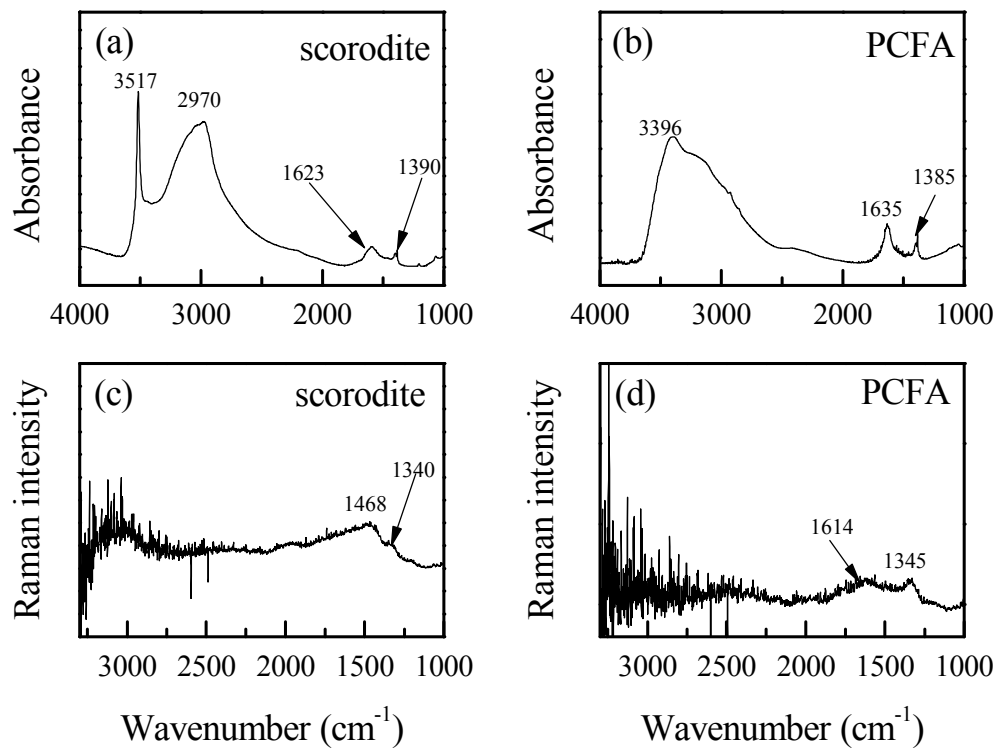 (a)
scorodite
3517
2970
1623
1390
Absorbance
4000
3000
2000
1000
(b)
PCFA
3396
1635
1385
Absorbance
4000
3000
2000
1000
(c)
scorodite
1468
1340
Raman intensity
3000
2500
2000
1500
1000
Wavenumber (cm⁻¹)
(d)
PCFA
1614
1345
Raman intensity
3000
2500
2000
1500
1000
Wavenumber (cm⁻¹)